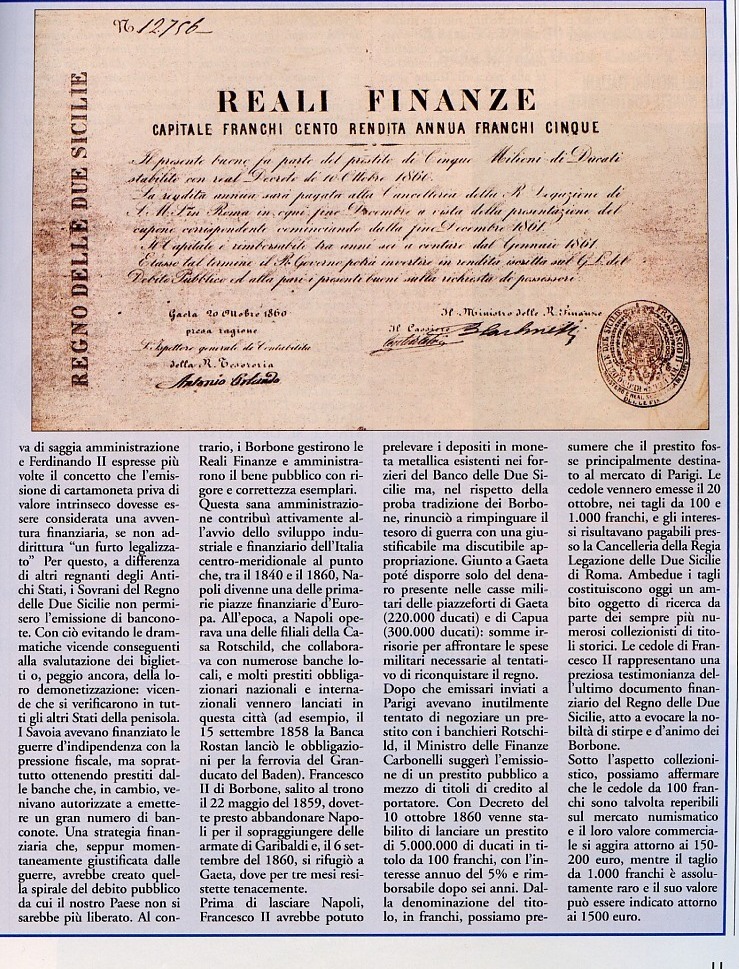 N. 12756
REGNO DELLE DUE SICILIE
REALI FINANZE
CAPITALE FRANCHI CENTO RENDITA ANNUA FRANCHI CINQUE
Il presente buono fa parte del prestito di Cinque Milioni di Ducati
stabilito con real Decreto di 10 Ottobre 1860.
La rendita annua sarà pagata alla Cancelleria della R. Legazione di
S. M. in Roma in ogni fine Decembre a vista della presentazione del
cupone corrispondente cominciando dalla fine Decembre 1861.
Il Capitale è rimborsabile tra anni sei a contare dal Gennaio 1861
Elasso tal termine il R. Governo potrà invertire in rendita iscritta sul G. L. del
Debito Pubblico ed alla pari i presenti buoni sulla richiesta de' possessori.
Gaeta 20 Ottobre 1860
presa ragione
L'Ispettore generale di Contabilità
della R. Tesoreria
Antonio Orlando
Il Ministro delle R. Finanze
Il Cassiere
va di saggia amministrazione
e Ferdinando II espresse più
volte il concetto che l'emis-
sione di cartamoneta priva di
valore intrinseco dovesse es-
sere considerata una avven-
tura finanziaria, se non ad-
dirittura "un furto legalizza-
to" Per questo, a differenza
di altri regnanti degli Anti-
chi Stati, i Sovrani del Regno
delle Due Sicilie non permi-
sero l'emissione di bancono-
te. Con ciò evitando le dram-
matiche vicende conseguenti
alla svalutazione dei bigliet-
ti o, peggio ancora, della lo-
ro demonetizzazione: vicen-
de che si verificarono in tut-
ti gli altri Stati della penisola.
I Savoia avevano finanziato le
guerre d'indipendenza con la
pressione fiscale, ma soprat-
tutto ottenendo prestiti dal-
le banche che, in cambio, ve-
nivano autorizzate a emette-
re un gran numero di ban-
conote. Una strategia finan-
ziaria che, seppur momen-
taneamente giustificata dalle
guerre, avrebbe creato quel-
la spirale del debito pubblico
da cui il nostro Paese non si
sarebbe più liberato. Al con-
trario, i Borbone gestirono le
Reali Finanze e amministra-
rono il bene pubblico con ri-
gore e correttezza esemplari.
Questa sana amministrazio-
ne contribuì attivamente al-
l'avvio dello sviluppo indu-
striale e finanziario dell'Italia
centro-meridionale al punto
che, tra il 1840 e il 1860, Na-
poli divenne una delle prima-
rie piazze finanziarie d'Euro-
pa. All'epoca, a Napoli ope-
rava una delle filiali della Ca-
sa Rotschild, che collabora-
va con numerose banche lo-
cali, e molti prestiti obbliga-
zionari nazionali e interna-
zionali vennero lanciati in
questa città (ad esempio, il
15 settembre 1858 la Banca
Rostan lanciò le obbligazio-
ni per la ferrovia del Gran-
ducato del Baden). Francesco
II di Borbone, salito al trono
il 22 maggio del 1859, dovet-
te presto abbandonare Napo-
li per il sopraggiungere delle
armate di Garibaldi e, il 6 set-
tembre del 1860, si rifugiò a
Gaeta, dove per tre mesi resi-
stette tenacemente.
Prima di lasciare Napoli,
Francesco II avrebbe potuto
prelevare i depositi in mone-
ta metallica esistenti nei for-
zieri del Banco delle Due Si-
cilie ma, nel rispetto della
proba tradizione dei Borbo-
ne, rinunciò a rimpinguare il
tesoro di guerra con una giu-
stificabile ma discutibile ap-
propriazione. Giunto a Gaeta
poté disporre solo del dena-
ro presente nelle casse mili-
tari delle piazzeforti di Gaeta
(220.000 ducati) e di Capua
(300.000 ducati): somme ir-
risorie per affrontare le spese
militari necessarie al tentati-
vo di riconquistare il regno.
Dopo che emissari inviati a
Parigi avevano inutilmente
tentato di negoziare un pre-
stito con i banchieri Rotschi-
ld, il Ministro delle Finanze
Carbonelli suggerì l'emissio-
ne di un prestito pubblico a
mezzo di titoli di credito al
portatore. Con Decreto del
10 ottobre 1860 venne sta-
bilito di lanciare un prestito
di 5.000.000 di ducati in ti-
tolo da 100 franchi, con l'in-
teresse annuo del 5% e rim-
borsabile dopo sei anni. Dal-
la denominazione del tito-
lo, in franchi, possiamo pre-
sumere che il prestito fos-
se principalmente destina-
to al mercato di Parigi. Le
cedole vennero emesse il 20
ottobre, nei tagli da 100 e
1.000 franchi, e gli interes-
si risultavano pagabili pres-
so la Cancelleria della Regia
Legazione delle Due Sicilie
di Roma. Ambedue i tagli
costituiscono oggi un am-
bito oggetto di ricerca da
parte dei sempre più nu-
merosi collezionisti di tito-
li storici. Le cedole di Fran-
cesco II rappresentano una
preziosa testimonianza del-
l'ultimo documento finan-
ziario del Regno delle Due
Sicilie, atto a evocare la no-
biltà di stirpe e d'animo dei
Borbone.
Sotto l'aspetto collezioni-
stico, possiamo affermare
che le cedole da 100 fran-
chi sono talvolta reperibili
sul mercato numismatico
e il loro valore commercia-
le si aggira attorno ai 150-
200 euro, mentre il taglio
da 1.000 franchi è assolu-
tamente raro e il suo valore
può essere indicato attorno
ai 1500 euro.
11